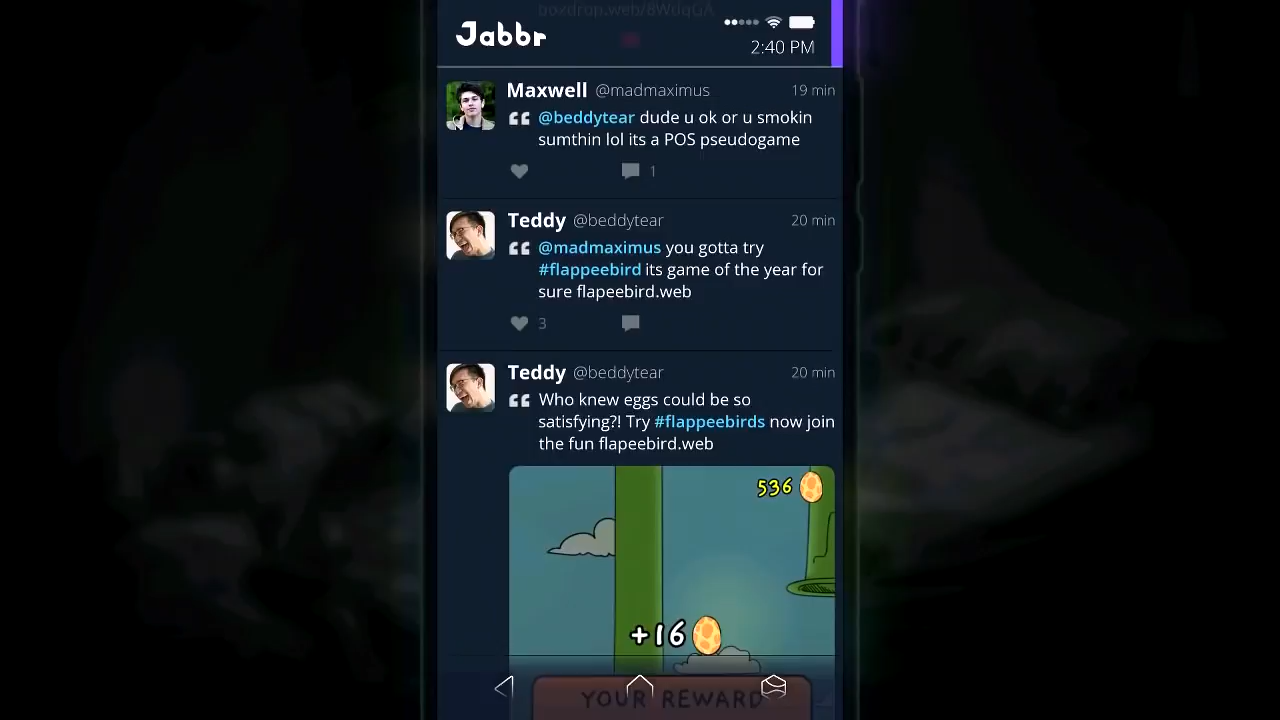 boxdrop.web/8WdqGA
Jabbr
2:40 PM
Maxwell @madmaximus 19 min
@beddytear dude u ok or u smokin
sumthin lol its a POS pseudogame
1
Teddy @beddytear 20 min
@madmaximus you gotta try
#flappeebird its game of the year for
sure flapeebird.web
3
Teddy @beddytear 20 min
Who knew eggs could be so
satisfying?! Try #flappeebirds now join
the fun flapeebird.web
536
+16
YOUR REWARD